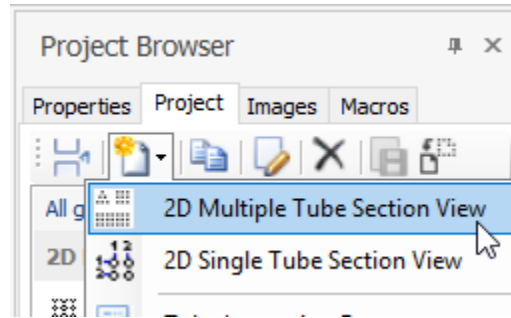 Project Browser
Properties Project Images Macros
All g
2D Multiple Tube Section View
2D
2D Single Tube Section View